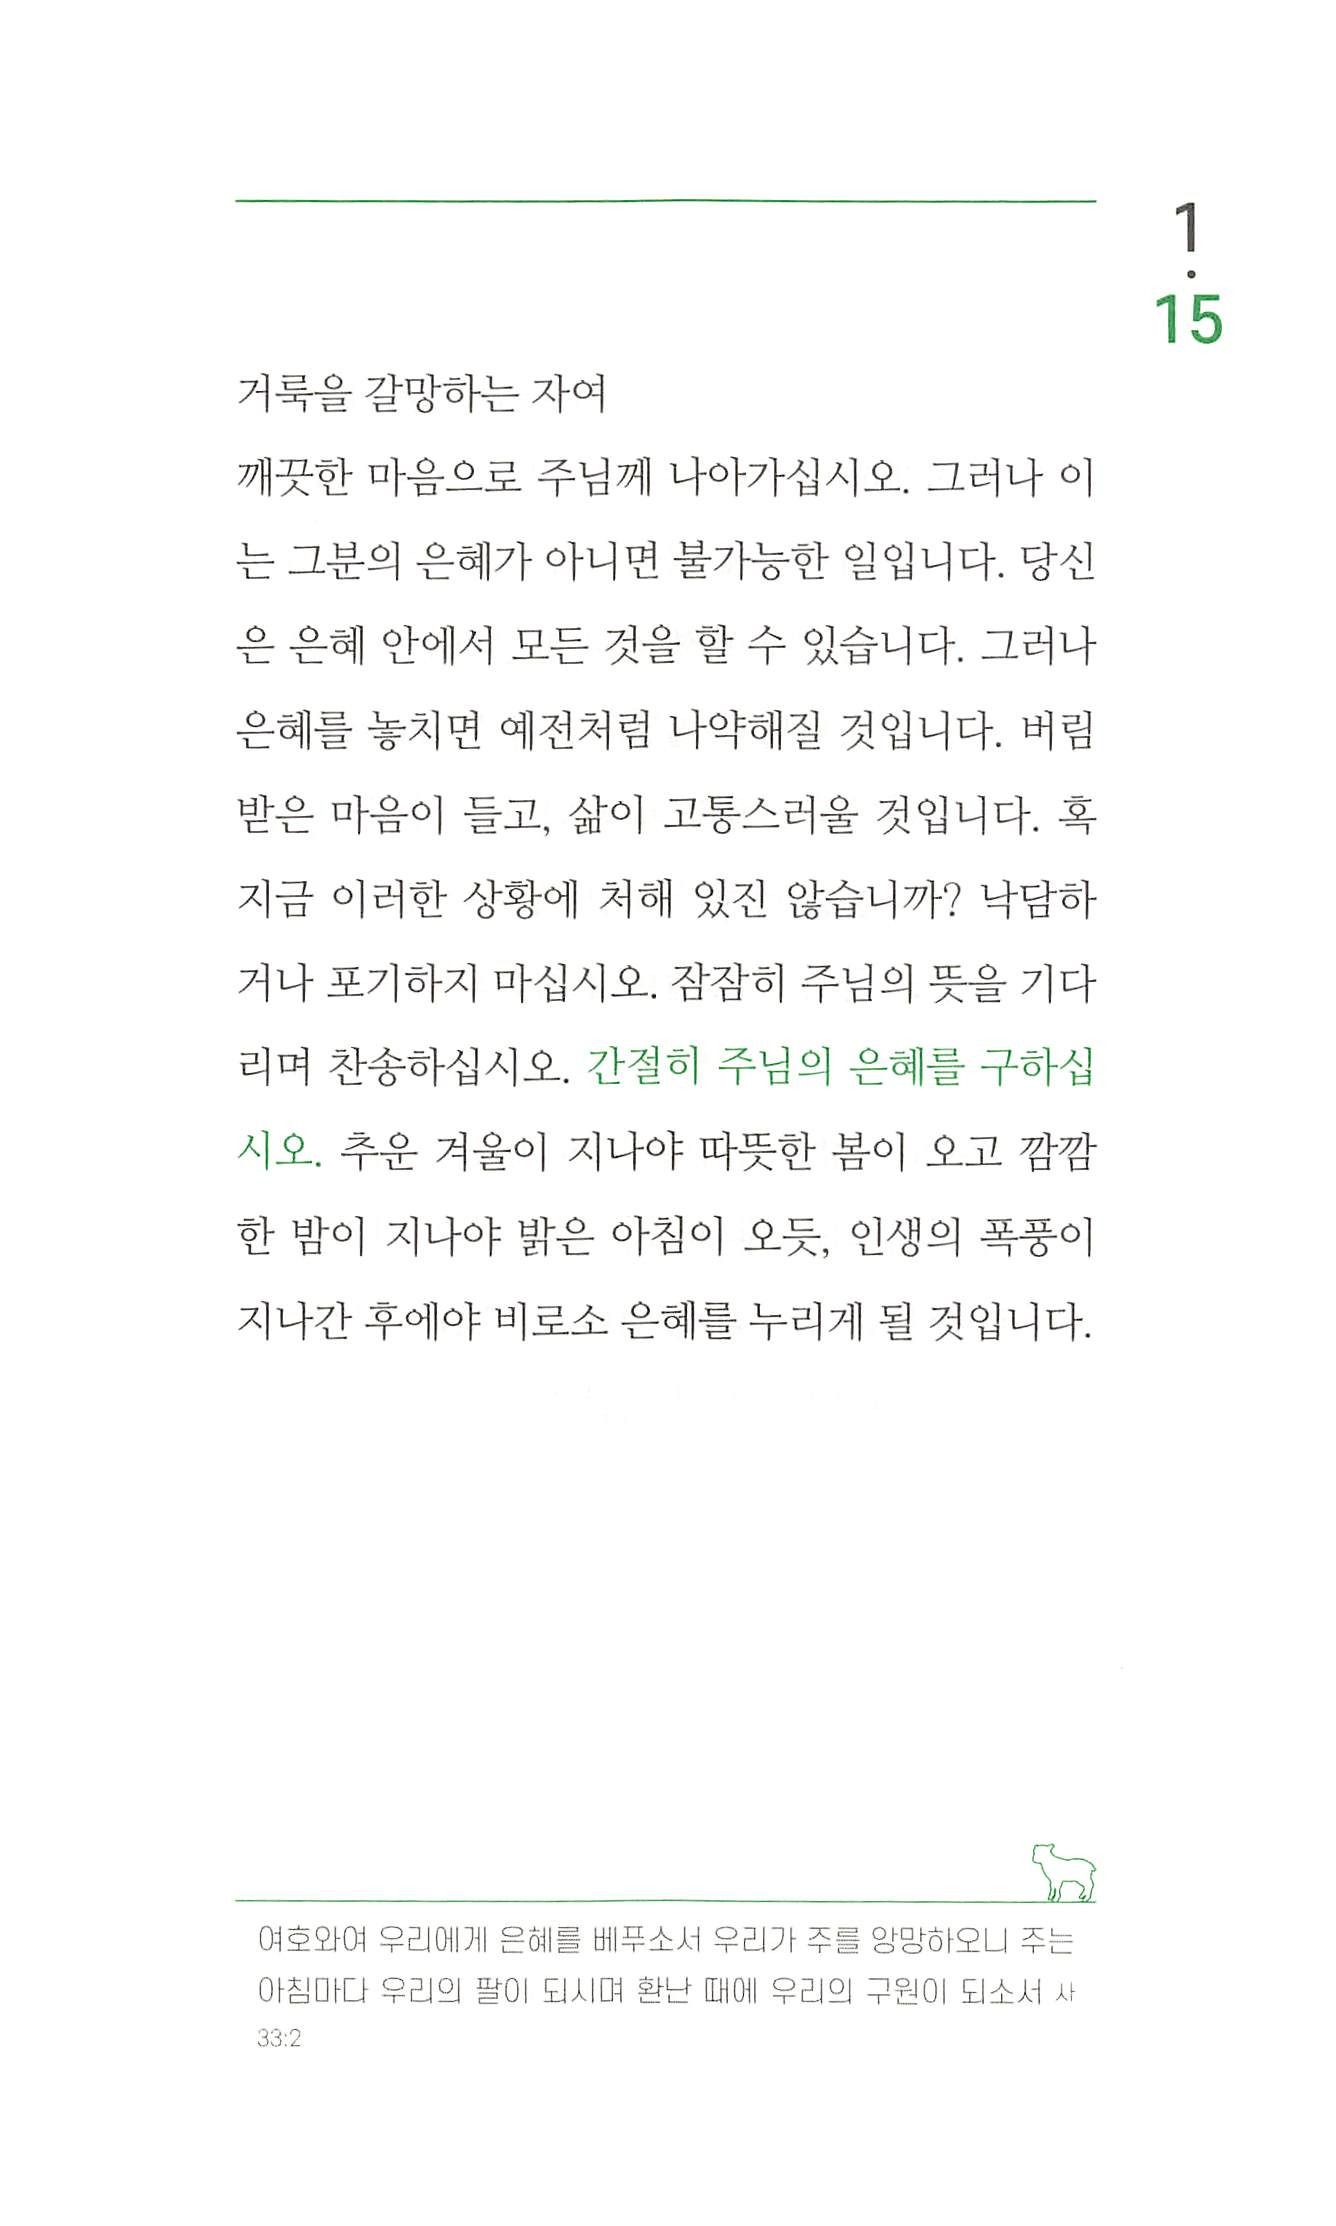 1
.
15
거룩을 갈망하는 자여
깨끗한 마음으로 주님께 나아가십시오. 그러나 이
는 그분의 은혜가 아니면 불가능한 일입니다. 당신
은 은혜 안에서 모든 것을 할 수 있습니다. 그러나
은혜를 놓치면 예전처럼 나약해질 것입니다. 버림
받은 마음이 들고, 삶이 고통스러울 것입니다. 혹
지금 이러한 상황에 처해 있진 않습니까? 낙담하
거나 포기하지 마십시오. 잠잠히 주님의 뜻을 기다
리며 찬송하십시오. 간절히 주님의 은혜를 구하십
시오. 추운 겨울이 지나야 따뜻한 봄이 오고 깜깜
한 밤이 지나야 밝은 아침이 오듯, 인생의 폭풍이
지나간 후에야 비로소 은혜를 누리게 될 것입니다.
여호와여 우리에게 은혜를 베푸소서 우리가 주를 앙망하오니 주는
아침마다 우리의 팔이 되시며 환난 때에 우리의 구원이 되소서 사
33:2